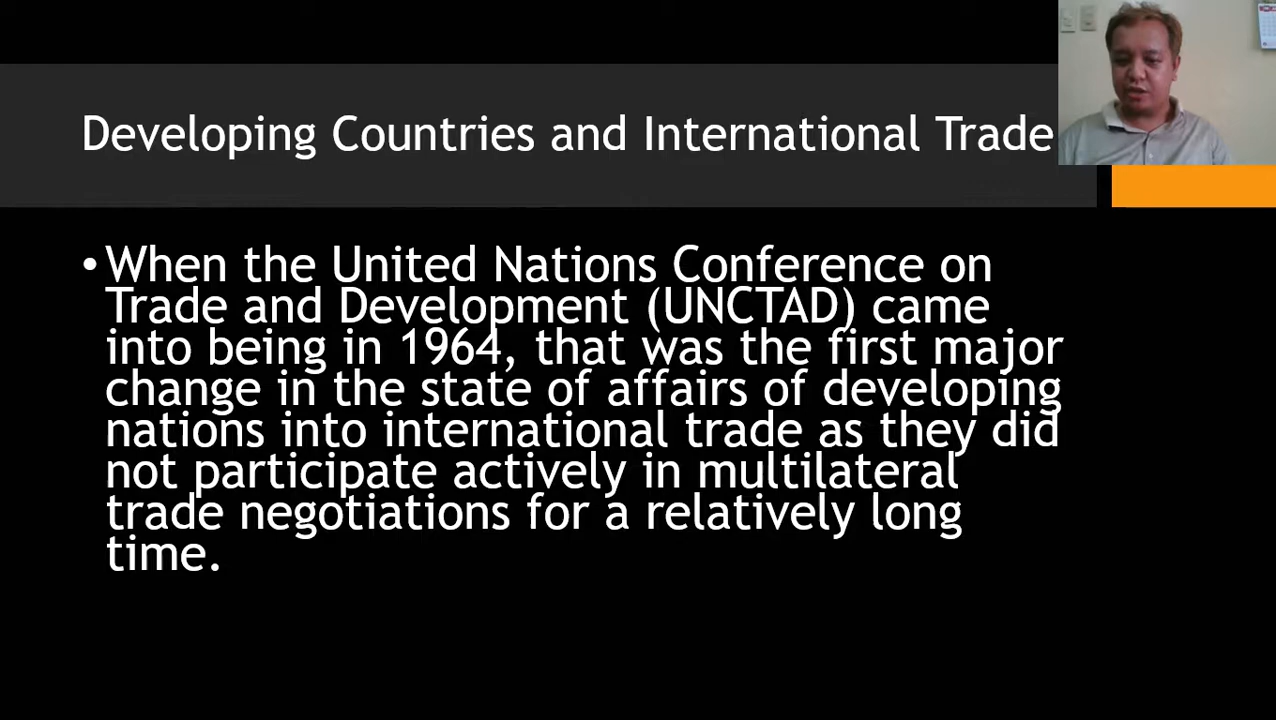 Developing Countries and International Trade
•When the United Nations Conference on
Trade and Development (UNCTAD) came
into being in 1964, that was the first major
change in the state of affairs of developing
nations into international trade as they did
not participate actively in multilateral
trade negotiations for a relatively long
time.